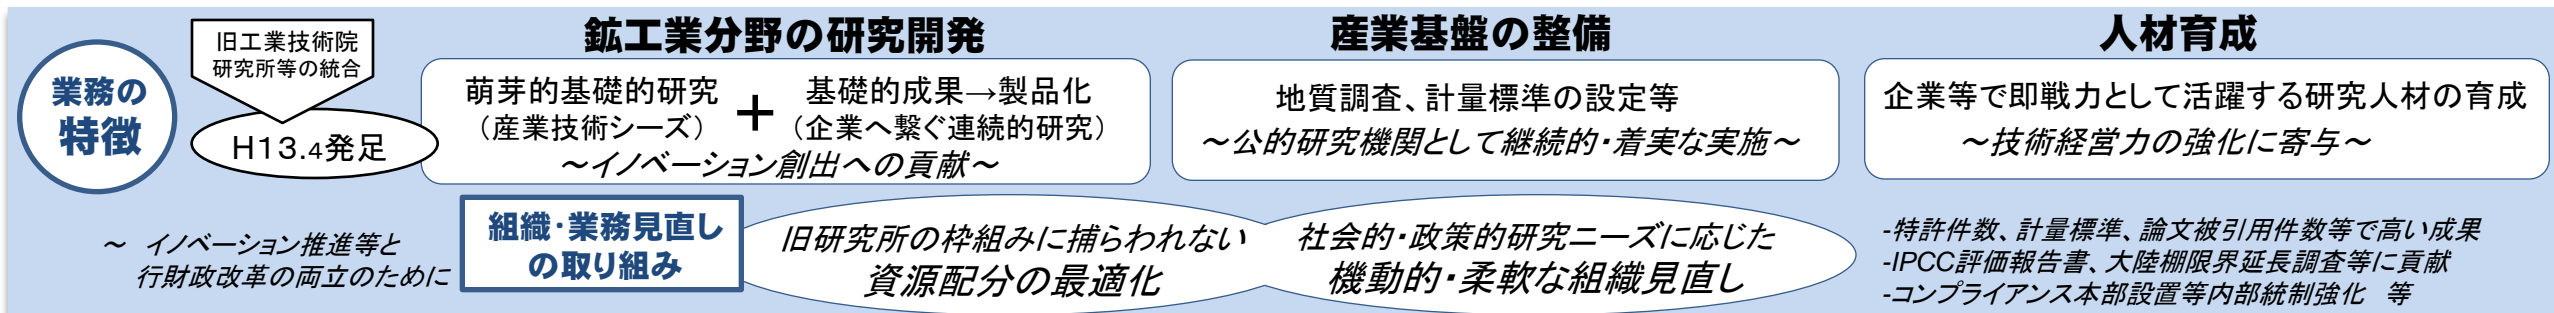 業務の
特徴
旧工業技術院
研究所等の統合
H13.4発足
鉱工業分野の研究開発
萌芽的基礎的研究
（産業技術シーズ）
＋
基礎的成果→製品化
（企業へ繋ぐ連続的研究）
～イノベーション創出への貢献～
産業基盤の整備
地質調査、計量標準の設定等
～公的研究機関として継続的・着実な実施～
人材育成
企業等で即戦力として活躍する研究人材の育成
～技術経営力の強化に寄与～
～ イノベーション推進等と
行財政改革の両立のために
組織・業務見直し
の取り組み
旧研究所の枠組みに捕らわれない
資源配分の最適化
社会的・政策的研究ニーズに応じた
機動的・柔軟な組織見直し
-特許件数、計量標準、論文被引用件数等で高い成果
-IPCC評価報告書、大陸棚限界延長調査等に貢献
-コンプライアンス本部設置等内部統制強化 等